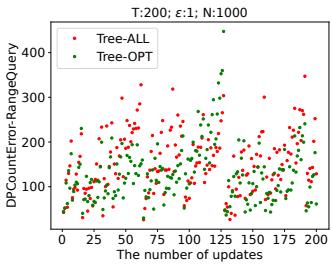 T:200; ε:1; N:1000
Tree-ALL
Tree-OPT
DPCountError-RangeQuery
400
300
200
100
0 25 50 75 100 125 150 175 200
The number of updates